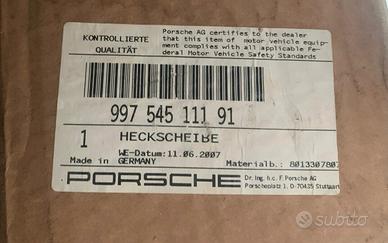 KONTROLLIERTE
QUALITÄT
Porsche AG certifies to the dealer
that this item of motor vehicle equip-
ment complies with all applicable Fe-
deral Motor Vehicle Safety Standards
997 545 111 91
1 HECKSCHEIBE
WE-Datum:11.06.2007
Made in GERMANY
Materialb.: 8013307807
PORSCHE
Dr. Ing. h.c. F. Porsche AG
Porscheplatz 1, D-70435 Stuttgart
subito